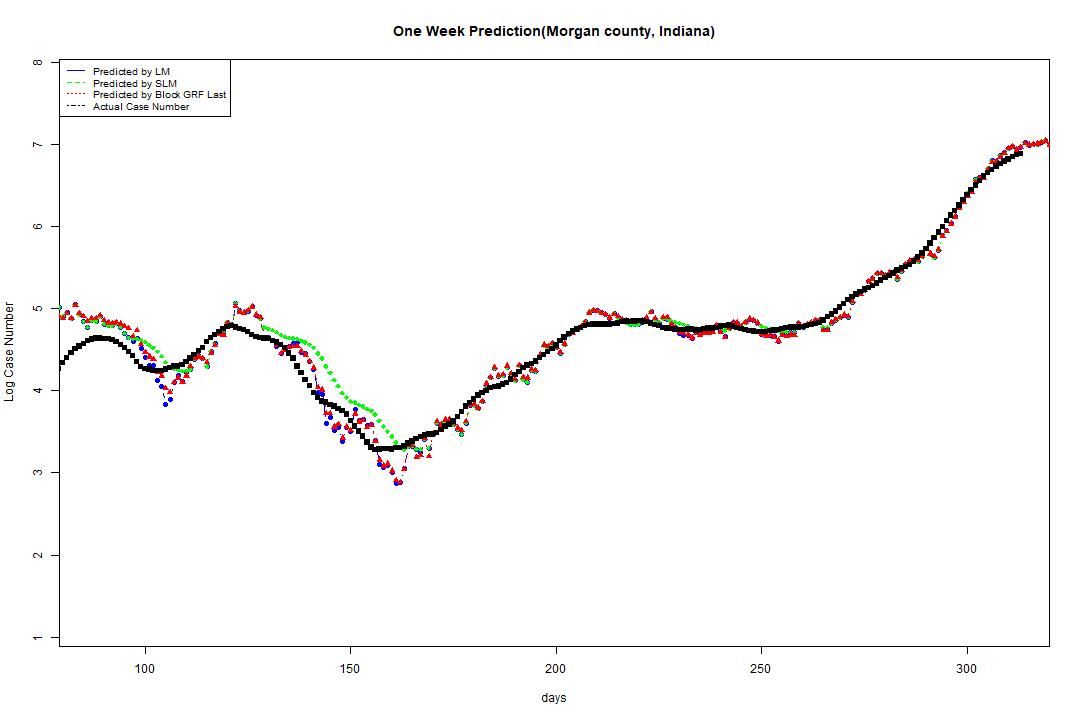 One Week Prediction(Morgan county, Indiana)
Predicted by LM
Predicted by SLM
Predicted by Block GRF Last
Actual Case Number
8
7
6
5
4
3
2
1
Log Case Number
100 150 200 250 300
days